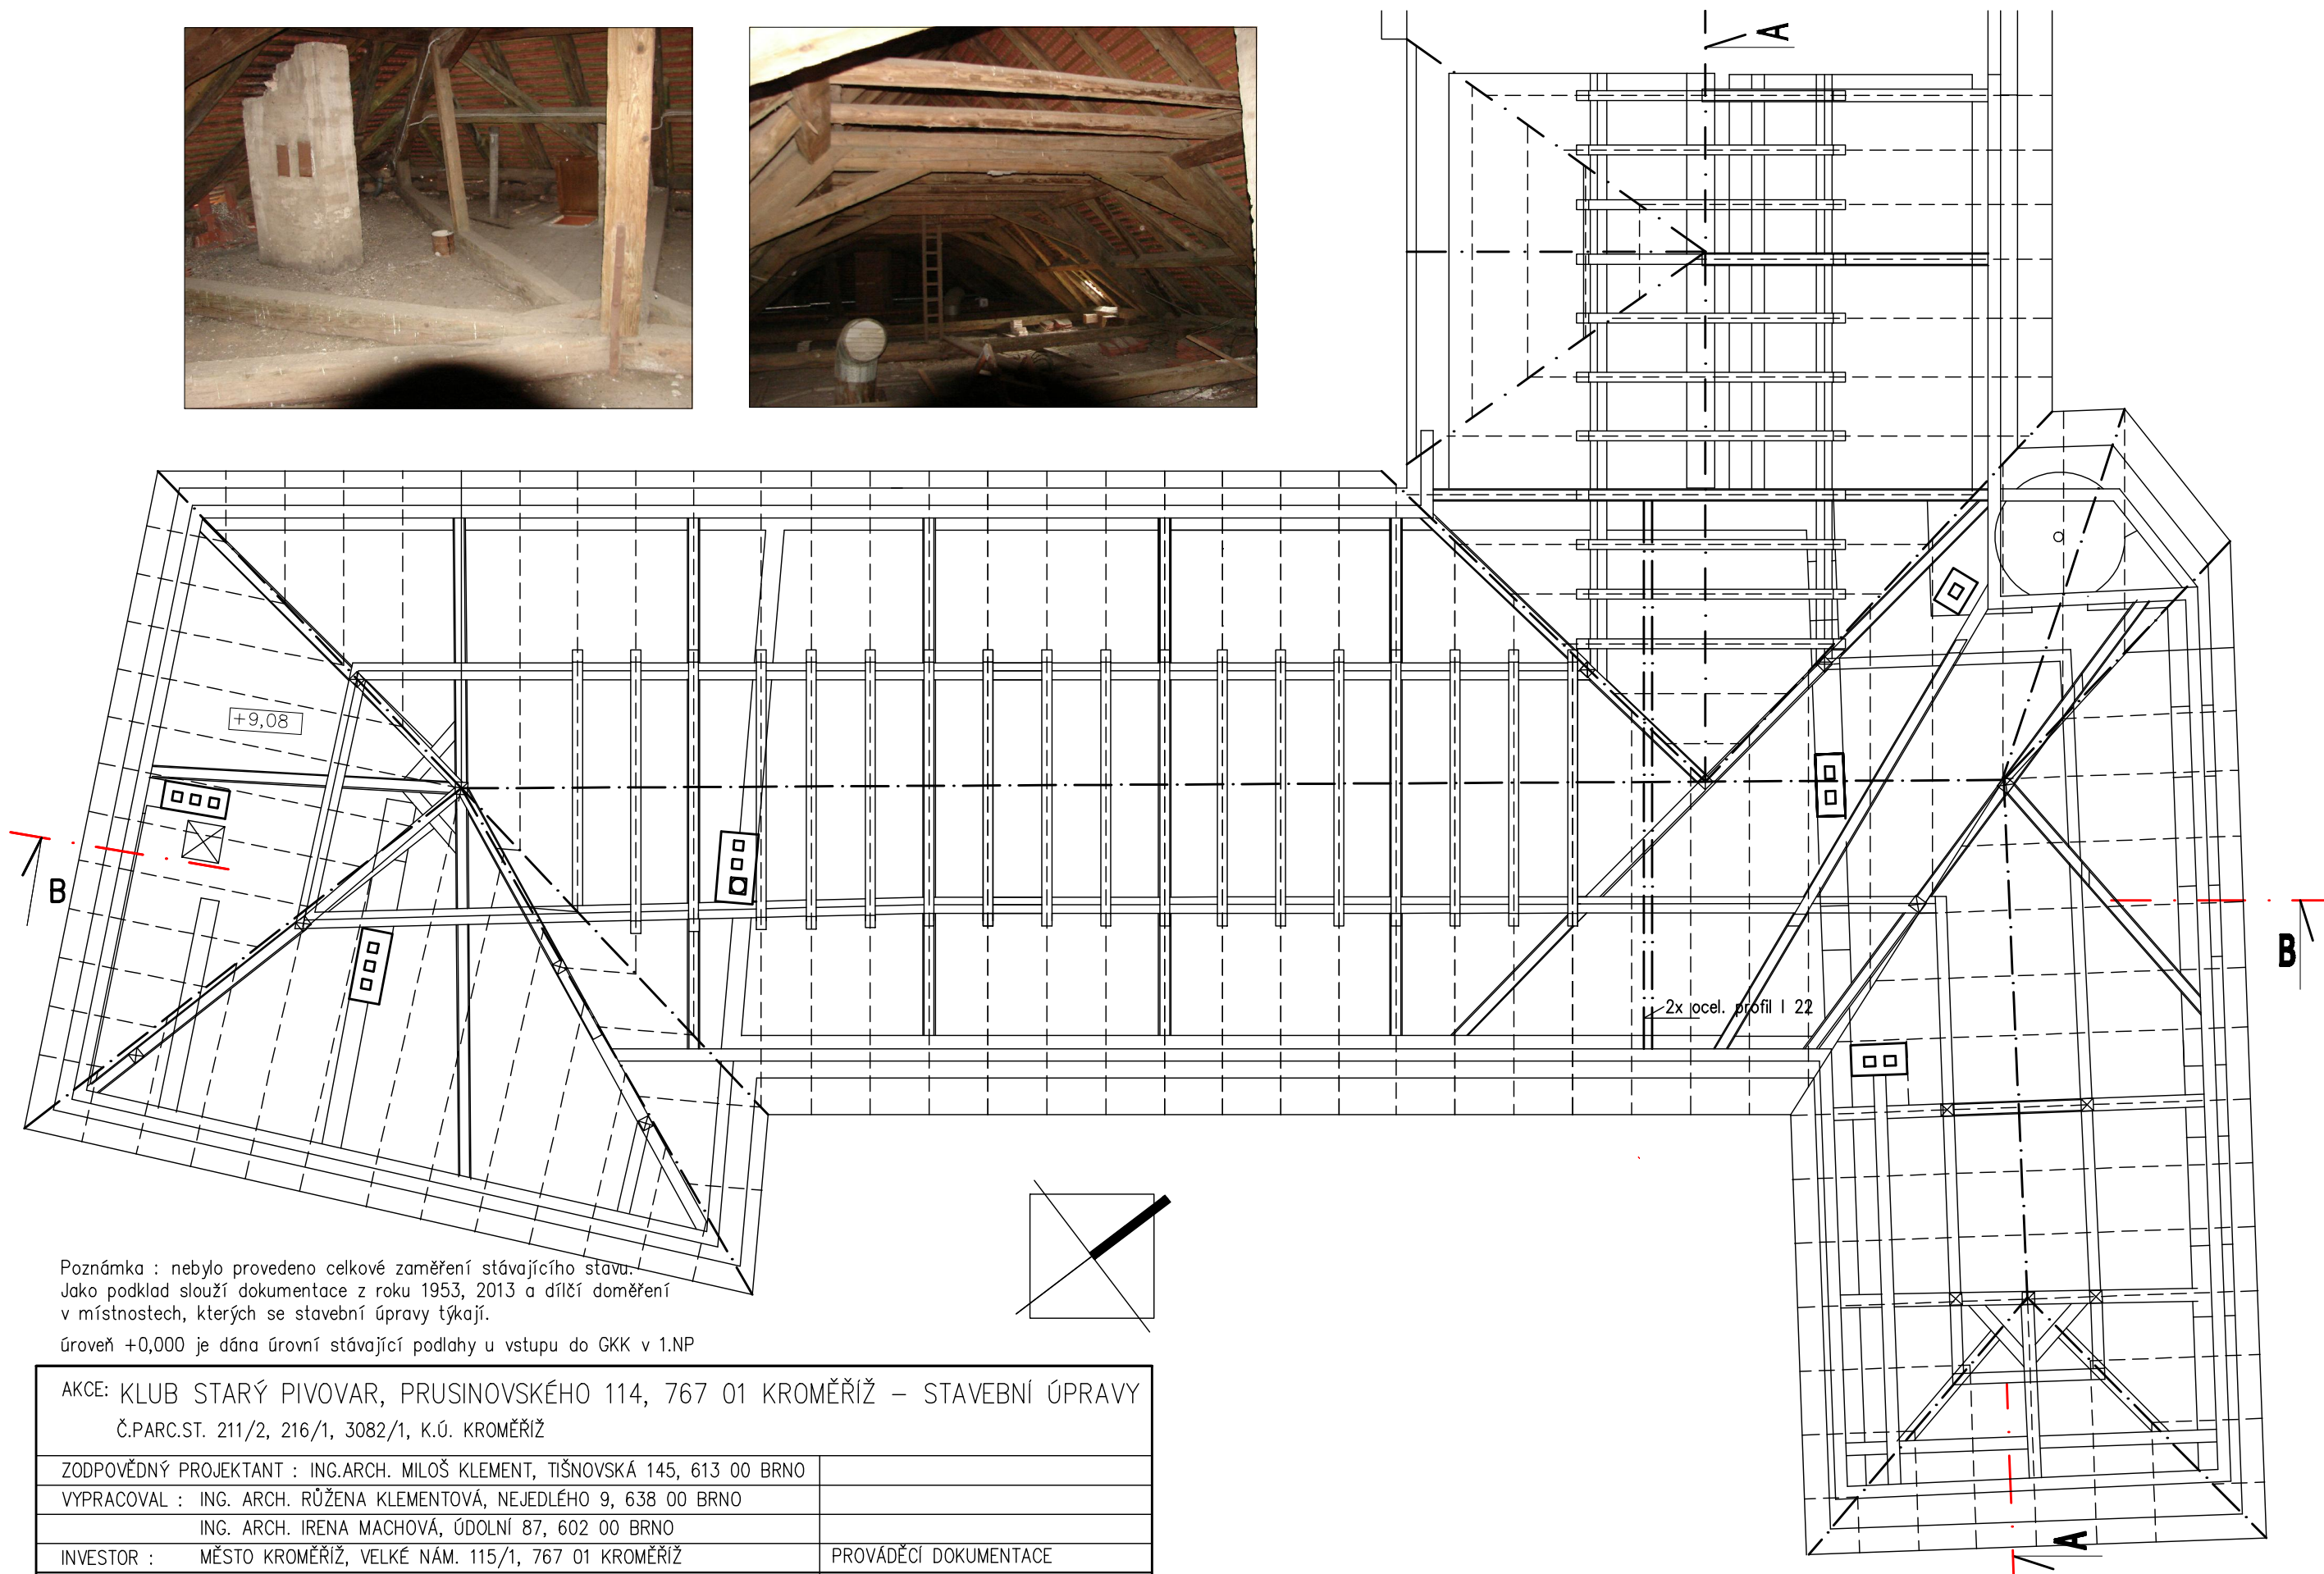 A
+9,08
B
B
2x ocel. profil I 22
Poznámka : nebylo provedeno celkové zaměření stávajícího stavu.
Jako podklad slouží dokumentace z roku 1953, 2013 a dílčí doměření
v místnostech, kterých se stavební úpravy týkají.
úroveň +0,000 je dána úrovní stávající podlahy u vstupu do GKK v 1.NP
AKCE: KLUB STARÝ PIVOVAR, PRUSINOVSKÉHO 114, 767 01 KROMĚŘÍŽ – STAVEBNÍ ÚPRAVY
Č.PARC.ST. 211/2, 216/1, 3082/1, K.Ú. KROMĚŘÍŽ
ZODPOVĚDNÝ PROJEKTANT : ING.ARCH. MILOŠ KLEMENT, TIŠNOVSKÁ 145, 613 00 BRNO
VYPRACOVAL : ING. ARCH. RŮŽENA KLEMENTOVÁ, NEJEDLÉHO 9, 638 00 BRNO
ING. ARCH. IRENA MACHOVÁ, ÚDOLNÍ 87, 602 00 BRNO
INVESTOR : MĚSTO KROMĚŘÍŽ, VELKÉ NÁM. 115/1, 767 01 KROMĚŘÍŽ
PROVÁDĚCÍ DOKUMENTACE
A